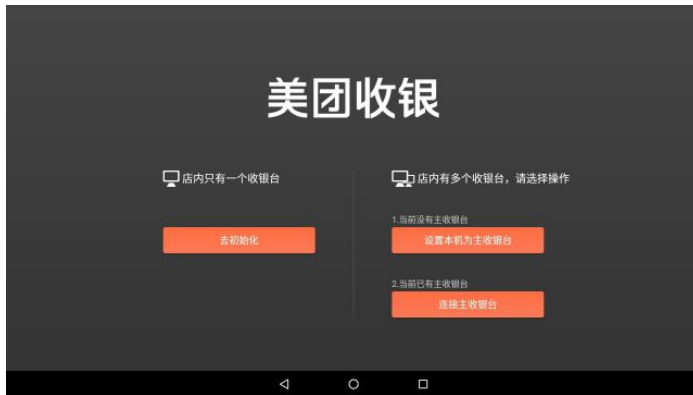 美团收银
店内只有一个收银台
去初始化
店内有多个收银台，请选择操作
1.当前没有主收银台
设置本机为主收银台
2.当前已有主收银台
连接主收银台